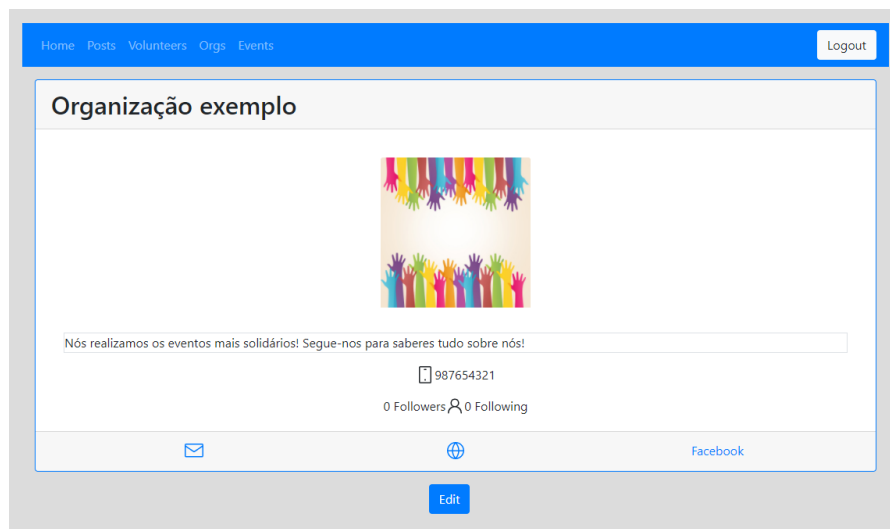 Home Posts Volunteers Orgs Events Logout
Organização exemplo
Nós realizamos os eventos mais solidários! Segue-nos para saberes tudo sobre nós!
987654321
0 Followers 0 Following
Facebook
Edit